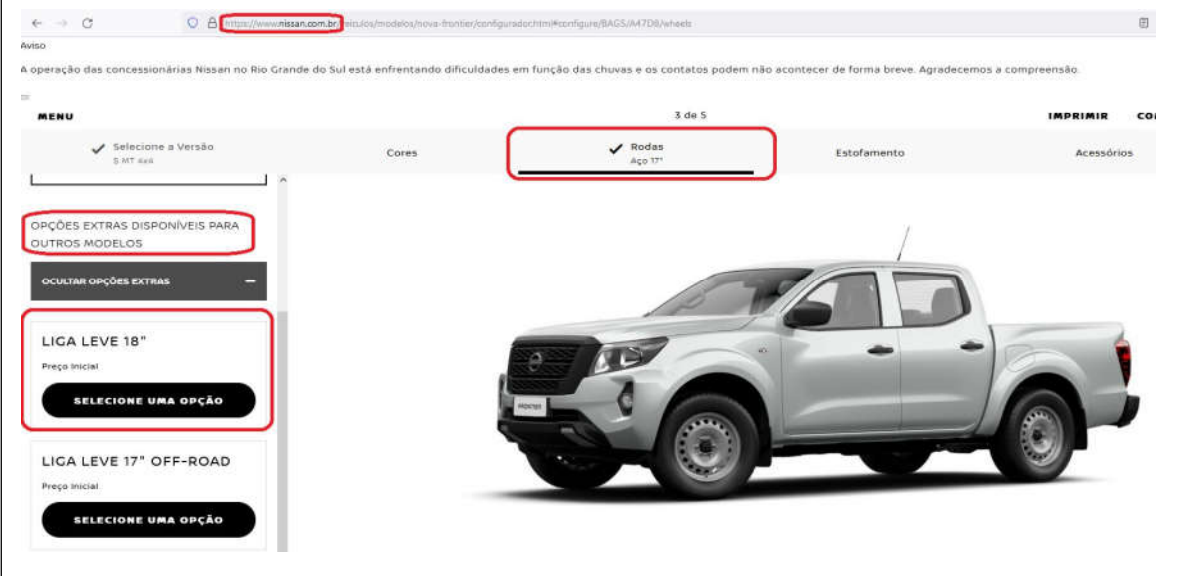 https://www.nissan.com.br/veiculos/modelos/nova-frontier/configurador.html#configure/BAGS/A47D8/wheels
Aviso
A operação das concessionárias Nissan no Rio Grande do Sul está enfrentando dificuldades em função das chuvas e os contatos podem não acontecer de forma breve. Agradecemos a compreensão.
MENU
3 de 5
IMPRIMIR
Selecione a Versão
S MT 4x4
Cores
Rodas
Aço 17"
Estofamento
Acessórios
OPÇÕES EXTRAS DISPONÍVEIS PARA
OUTROS MODELOS
OCULTAR OPÇÕES EXTRAS
LIGA LEVE 18"
Preço Inicial
SELECIONE UMA OPÇÃO
LIGA LEVE 17" OFF-ROAD
Preço Inicial
SELECIONE UMA OPÇÃO
FRONTIER